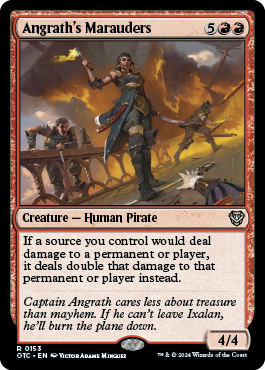 Angrath's Marauders 5
Creature — Human Pirate
If a source you control would deal
damage to a permanent or player,
it deals double that damage to that
permanent or player instead.
Captain Angrath cares less about treasure
than mayhem. If he can't leave Ixalan,
he'll burn the plane down.
4/4
R 0153
OTC • EN Victor Adame Minguez
™ & © 2024 Wizards of the Coast